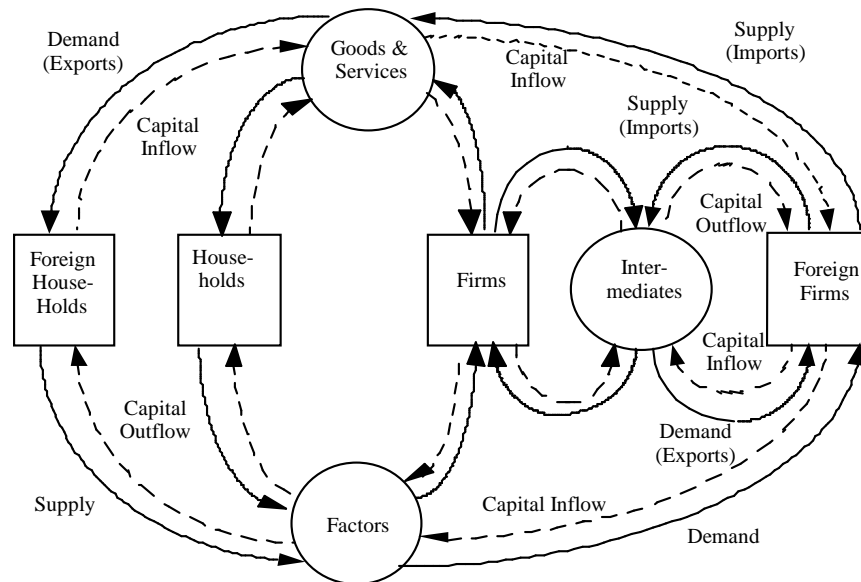 Demand
(Exports)
Goods &
Services
Capital
Inflow
Supply
(Imports)
Capital
Inflow
Supply
(Imports)
Capital
Outflow
Foreign
House-
Holds
House-
holds
Firms
Inter-
mediates
Foreign
Firms
Capital
Inflow
Capital
Outflow
Demand
(Exports)
Supply
Factors
Capital Inflow
Demand